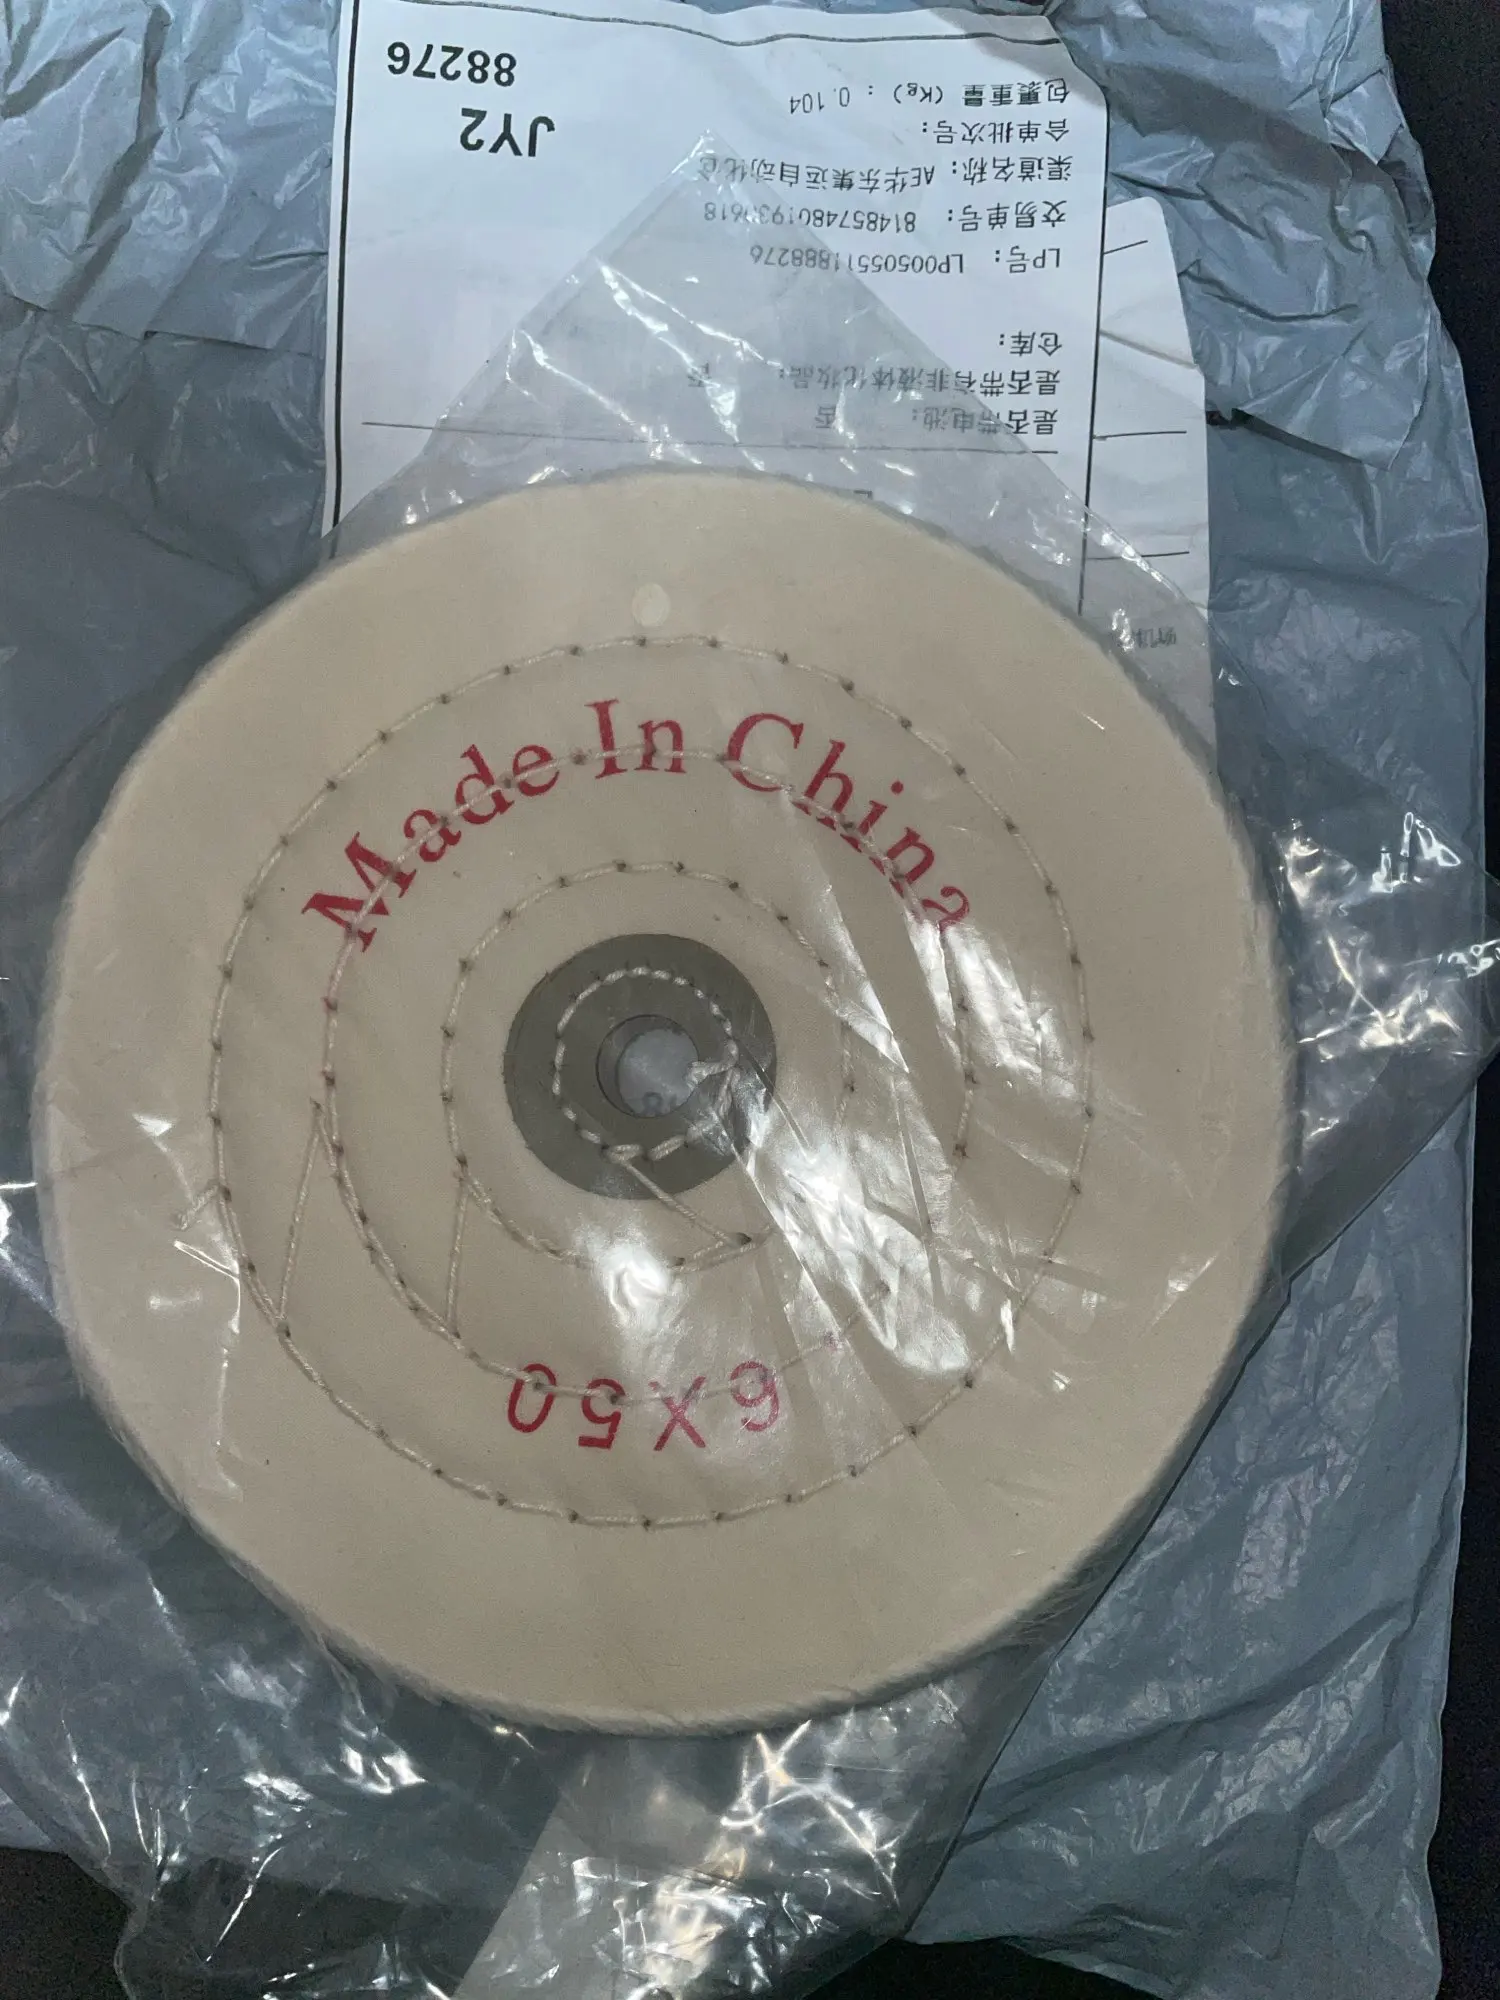 Made In China
6X50
JY2
88276
包裹重量（Kg）：0.104
合单批次号：
渠道名称：AE华东集运自动化仓
交易单号：
LP号：LP00505511888276
仓库：
是否带有非液体化妆品：否
是否带电池：否